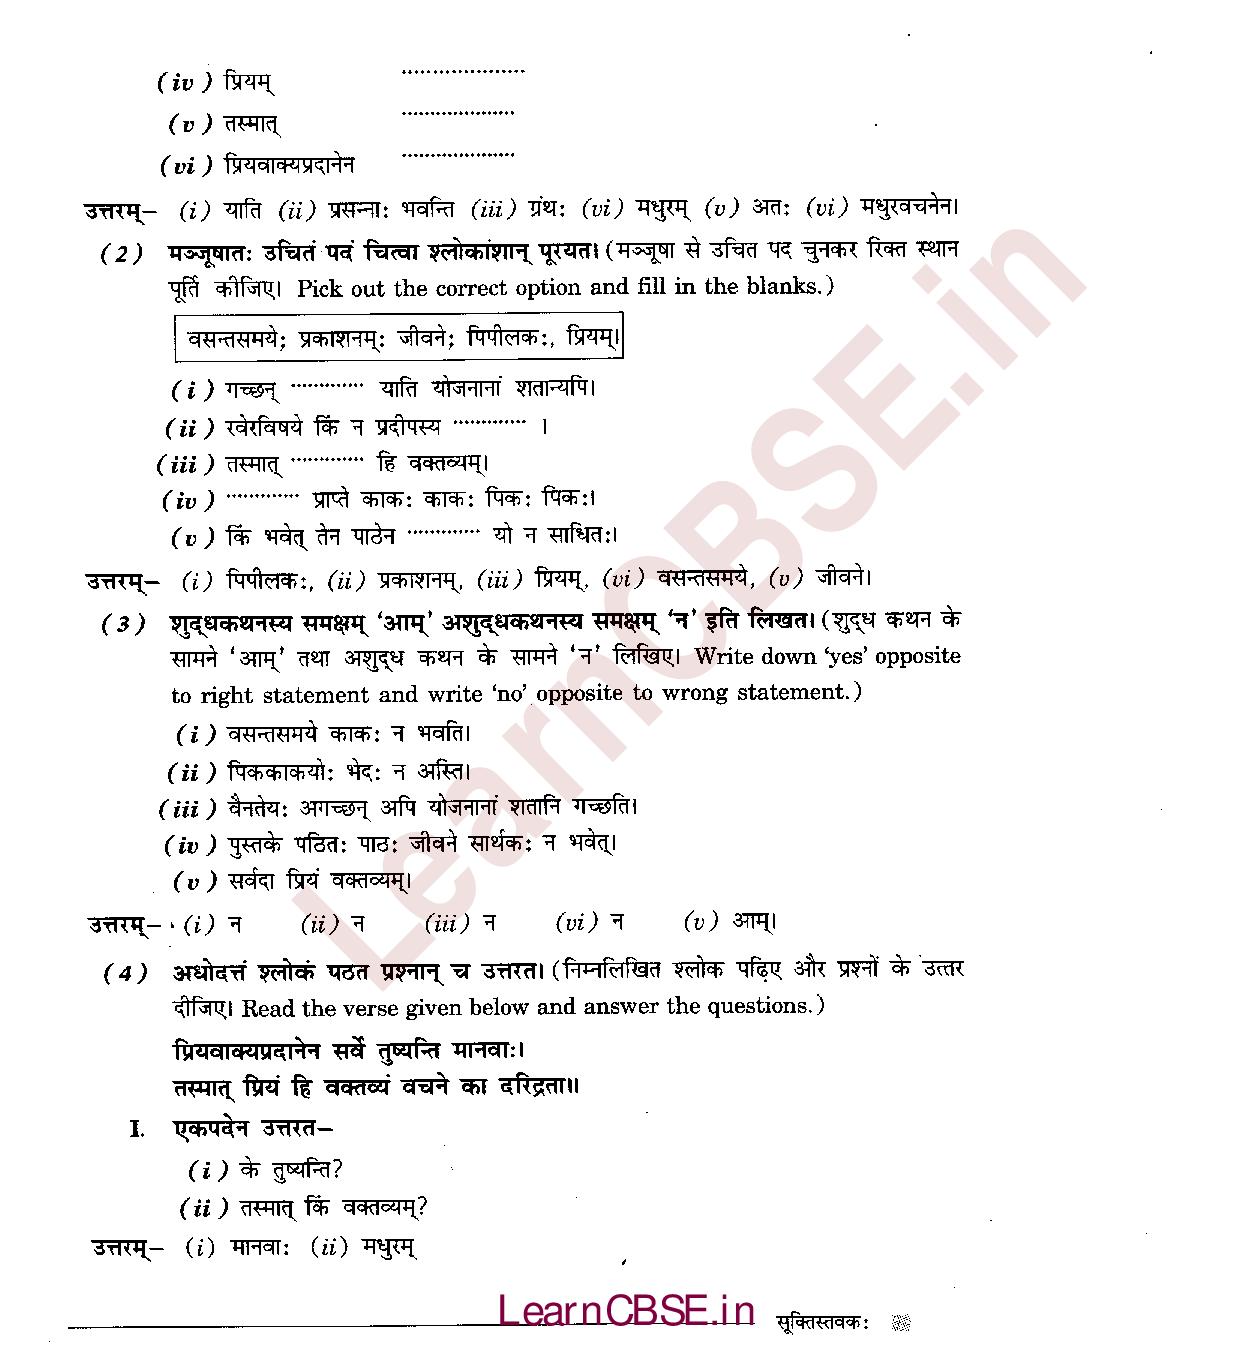 (iv) प्रियम् ....................
(v) तस्मात् ....................
(vi) प्रियवाक्यप्रदानेन ....................
उत्तरम्– (i) याति (ii) प्रसन्नाः भवन्ति (iii) ग्रंथः (vi) मधुरम् (v) अतः (vi) मधुरवचनेन।
(2) मञ्जूषातः उचितं पदं चित्वा श्लोकांशान् पूरयत। (मञ्जूषा से उचित पद चुनकर रिक्त स्थान
पूर्ति कीजिए। Pick out the correct option and fill in the blanks.)
वसन्तसमये; प्रकाशनम्ः जीवने; पिपीलकः, प्रियम्।
(i) गच्छन् ............. याति योजनानां शतान्यपि।
(ii) रवेरविषये किं न प्रदीपस्य ............. ।
(iii) तस्मात् ............. हि वक्तव्यम्।
(iv) ............. प्राप्ते काकः काकः पिकः पिकः।
(v) किं भवेत् तेन पाठेन ............. यो न साधितः।
उत्तरम्– (i) पिपीलकः, (ii) प्रकाशनम्, (iii) प्रियम्, (vi) वसन्तसमये, (v) जीवने।
(3) शुद्धकथनस्य समक्षम् ‘आम्’ अशुद्धकथनस्य समक्षम् ‘न’ इति लिखत। (शुद्ध कथन के
सामने ‘आम्’ तथा अशुद्ध कथन के सामने ‘न’ लिखिए। Write down ‘yes’ opposite
to right statement and write ‘no’ opposite to wrong statement.)
(i) वसन्तसमये काकः न भवति।
(ii) पिककाकयोः भेदः न अस्ति।
(iii) वैनतेयः अगच्छन् अपि योजनानां शतानि गच्छति।
(iv) पुस्तके पठितः पाठः जीवने सार्थकः न भवेत्।
(v) सर्वदा प्रियं वक्तव्यम्।
उत्तरम्– (i) न (ii) न (iii) न (vi) न (v) आम्।
(4) अधोदत्तं श्लोकं पठत प्रश्नान् च उत्तरत। (निम्नलिखित श्लोक पढ़िए और प्रश्नों के उत्तर
दीजिए। Read the verse given below and answer the questions.)
प्रियवाक्यप्रदानेन सर्वे तुष्यन्ति मानवाः।
तस्मात् प्रियं हि वक्तव्यं वचने का दरिद्रता॥
I. एकपदेन उत्तरत–
(i) के तुष्यन्ति?
(ii) तस्मात् किं वक्तव्यम्?
उत्तरम्– (i) मानवाः (ii) मधुरम्
LearnCBSE.in
सूक्तिस्तवकः
LearnCBSE.in